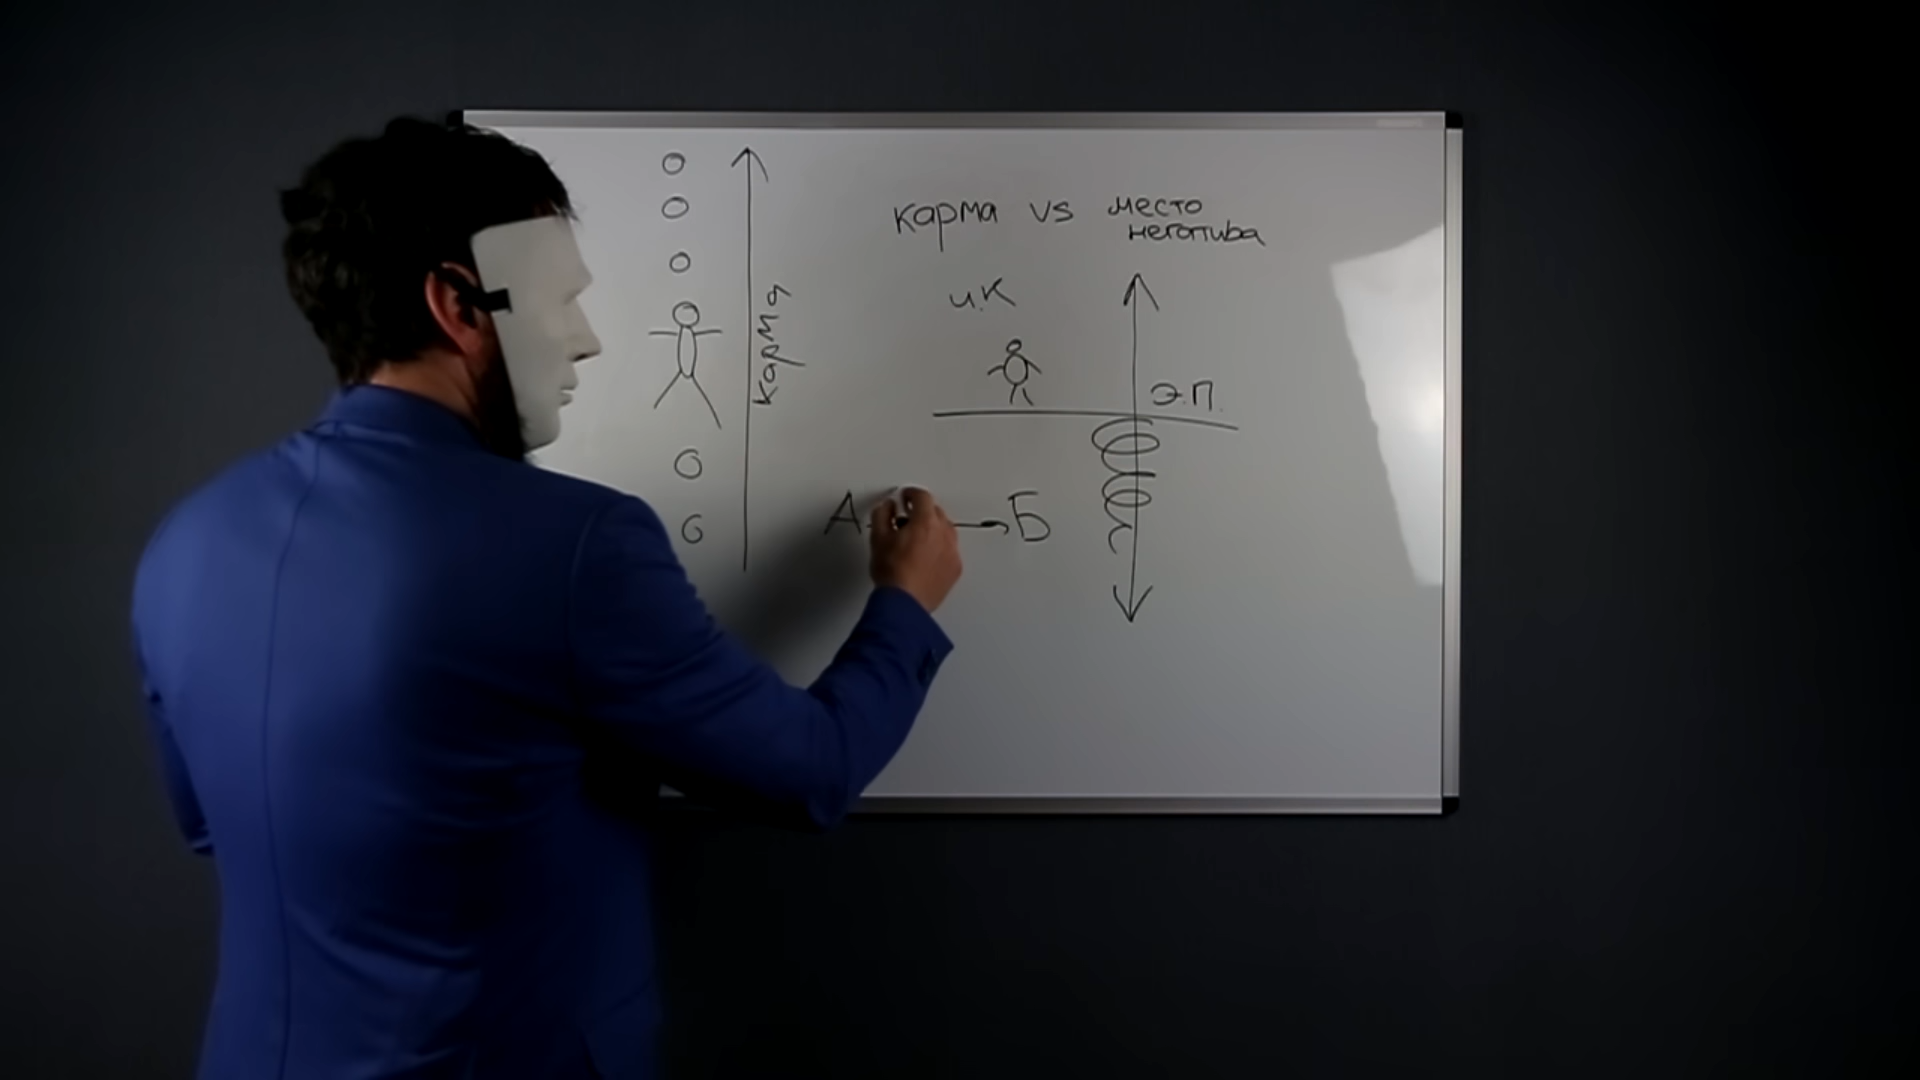 карма vs место
негатива
и.К
карма
Э.П.
А Б